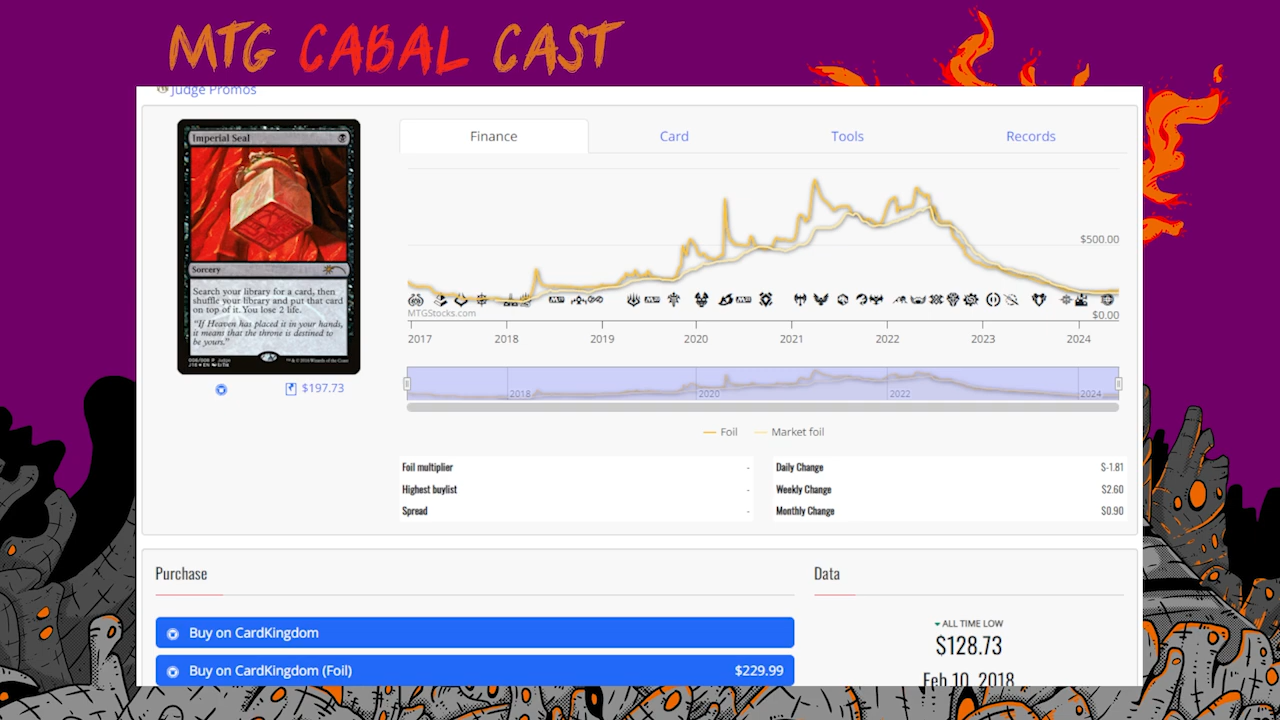 MTG CABAL CAST
Judge Promos
Imperial Seal
Sorcery
Search your library for a card, then
shuffle your library and put that card
on top of it. You lose 2 life.
"If Heaven has placed it in your hands,
it means that the throne is destined to
be yours."
$197.73
Finance
Card
Tools
Records
$500.00
$0.00
MTGStocks.com
2017
2018
2019
2020
2021
2022
2023
2024
2018
2020
2022
2024
Foil
Market foil
Foil multiplier
-
Highest buylist
-
Spread
-
Daily Change
$-1.81
Weekly Change
$2.60
Monthly Change
$0.90
Purchase
Buy on CardKingdom
Buy on CardKingdom (Foil)
$229.99
Data
ALL TIME LOW
$128.73
Feb 10, 2018